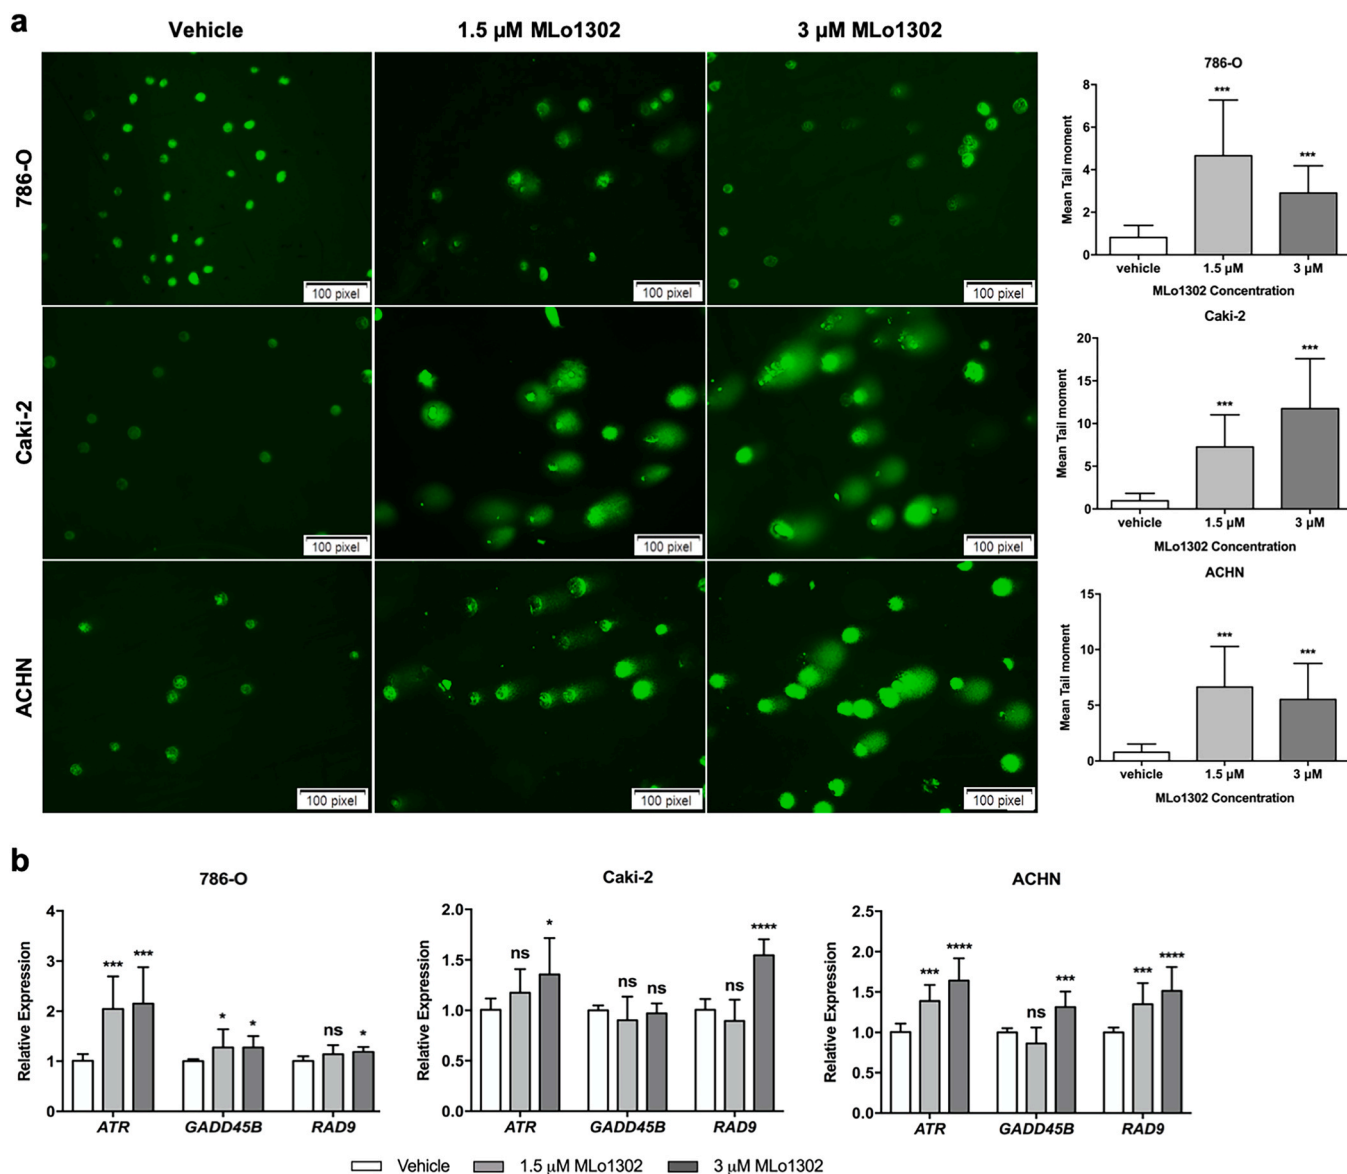 a
Vehicle
1.5 µM MLo1302
3 µM MLo1302
786-O
100 pixel
100 pixel
100 pixel
Caki-2
100 pixel
100 pixel
100 pixel
ACHN
100 pixel
100 pixel
100 pixel
786-O
Mean Tail moment
8
6
4
2
0
***
***
vehicle 1.5 µM 3 µM
MLo1302 Concentration
Caki-2
Mean Tail moment
20
15
10
5
0
***
***
vehicle 1.5 µM 3 µM
MLo1302 Concentration
ACHN
Mean Tail moment
15
10
5
0
***
***
vehicle 1.5 µM 3 µM
MLo1302 Concentration
b
786-O
Relative Expression
4
3
2
1
0
*** *** * * ns *
ATR GADD45B RAD9
Caki-2
Relative Expression
2.0
1.5
1.0
0.5
0.0
ns * ns ns ns ****
ATR GADD45B RAD9
ACHN
Relative Expression
2.5
2.0
1.5
1.0
0.5
0.0
*** **** ns *** *** ****
ATR GADD45B RAD9
Vehicle 1.5 µM MLo1302 3 µM MLo1302